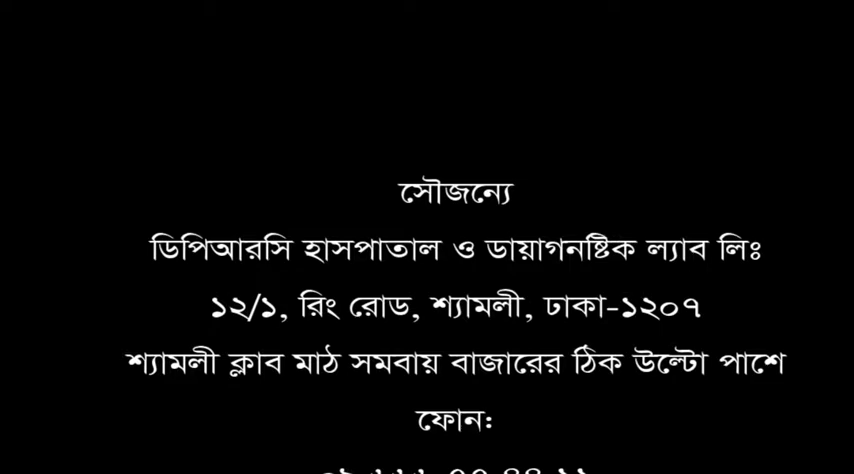 সৌজন্যে
ডিপিআরসি হাসপাতাল ও ডায়াগনষ্টিক ল্যাব লিঃ
১২/১, রিং রোড, শ্যামলী, ঢাকা-১২০৭
শ্যামলী ক্লাব মাঠ সমবায় বাজারের ঠিক উল্টো পাশে
ফোন: